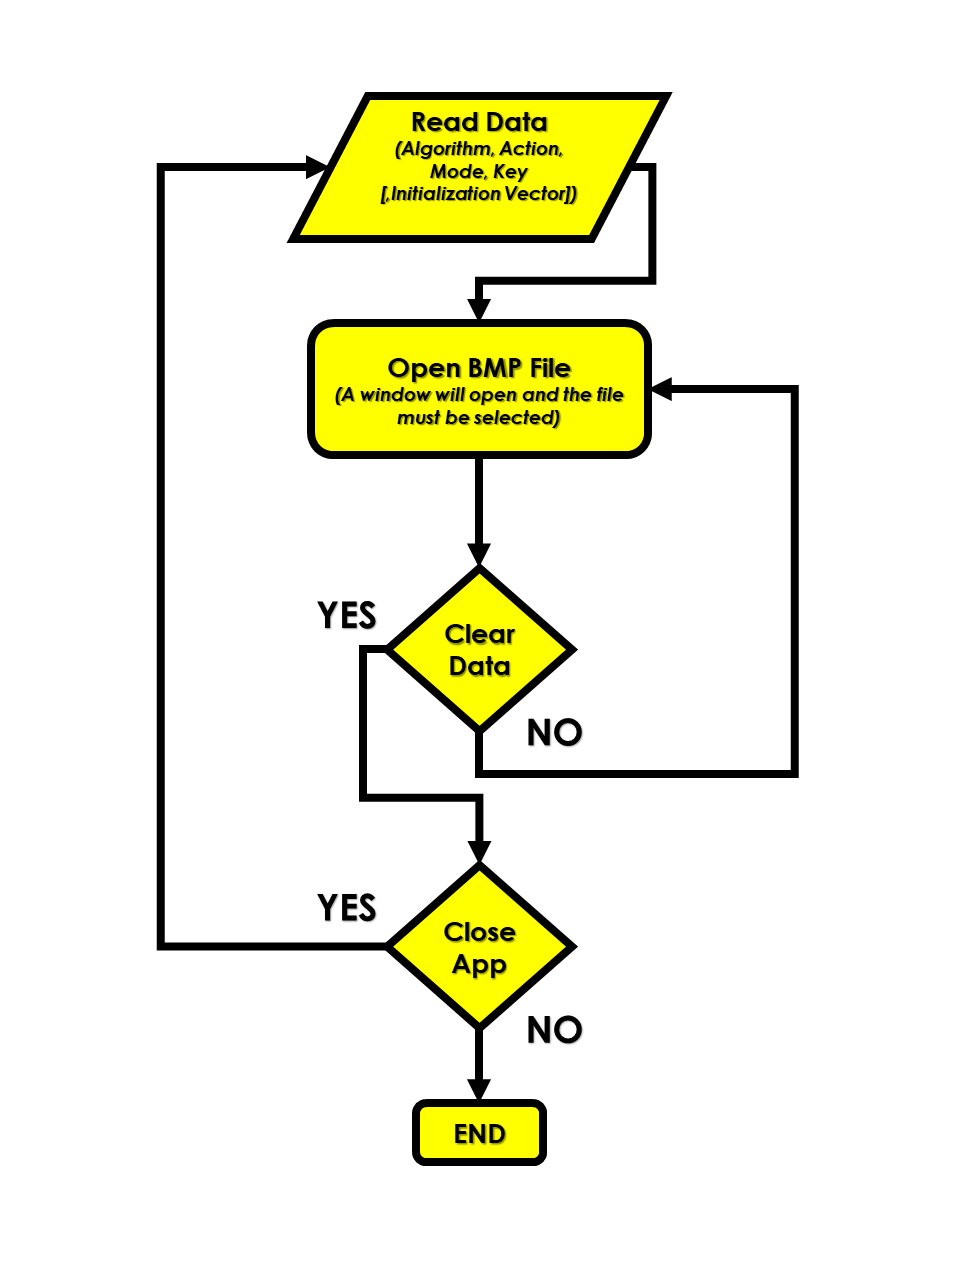 Read Data
(Algorithm, Action,
Mode, Key
[,Initialization Vector])
Open BMP File
(A window will open and the file
must be selected)
YES
Clear
Data
NO
YES
Close
App
NO
END